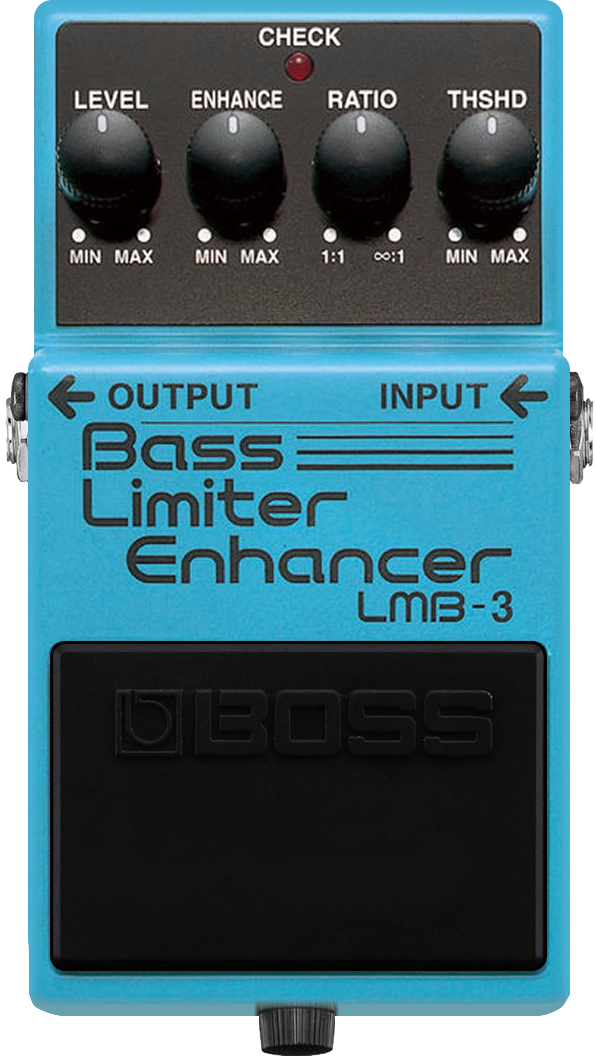 CHECK
LEVEL ENHANCE RATIO THSHD
MIN MAX MIN MAX 1:1 ∞:1 MIN MAX
OUTPUT INPUT
Bass
Limiter
Enhancer
LMB-3
b BOSS